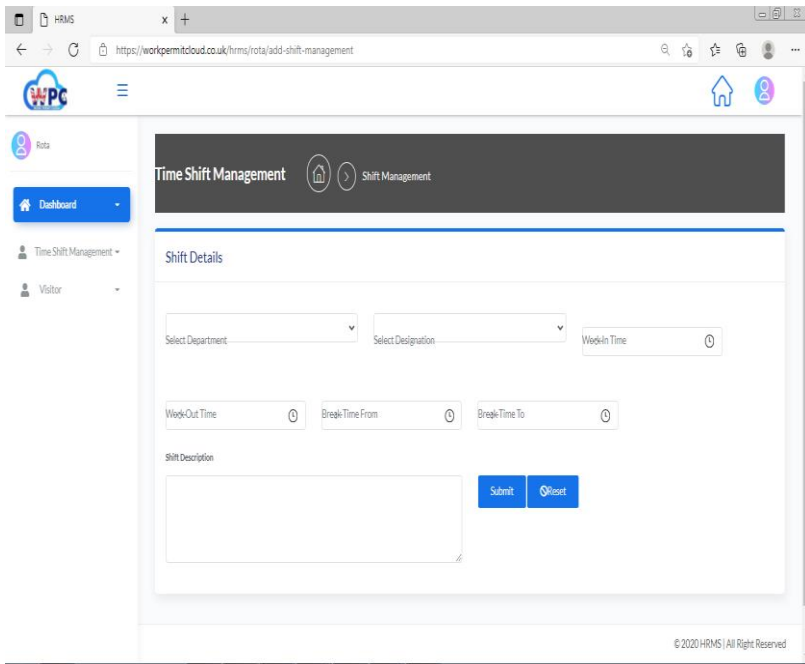 HRMS
https://workpermitcloud.co.uk/hrms/rota/add-shift-management
WPC
Rota
Time Shift Management Shift Management
Dashboard
Time Shift Management
Visitor
Shift Details
Select Department Select Designation Work-In Time
Work-Out Time Break-Time From Break-Time To
Shift Description
Submit Reset
© 2020 HRMS | All Right Reserved